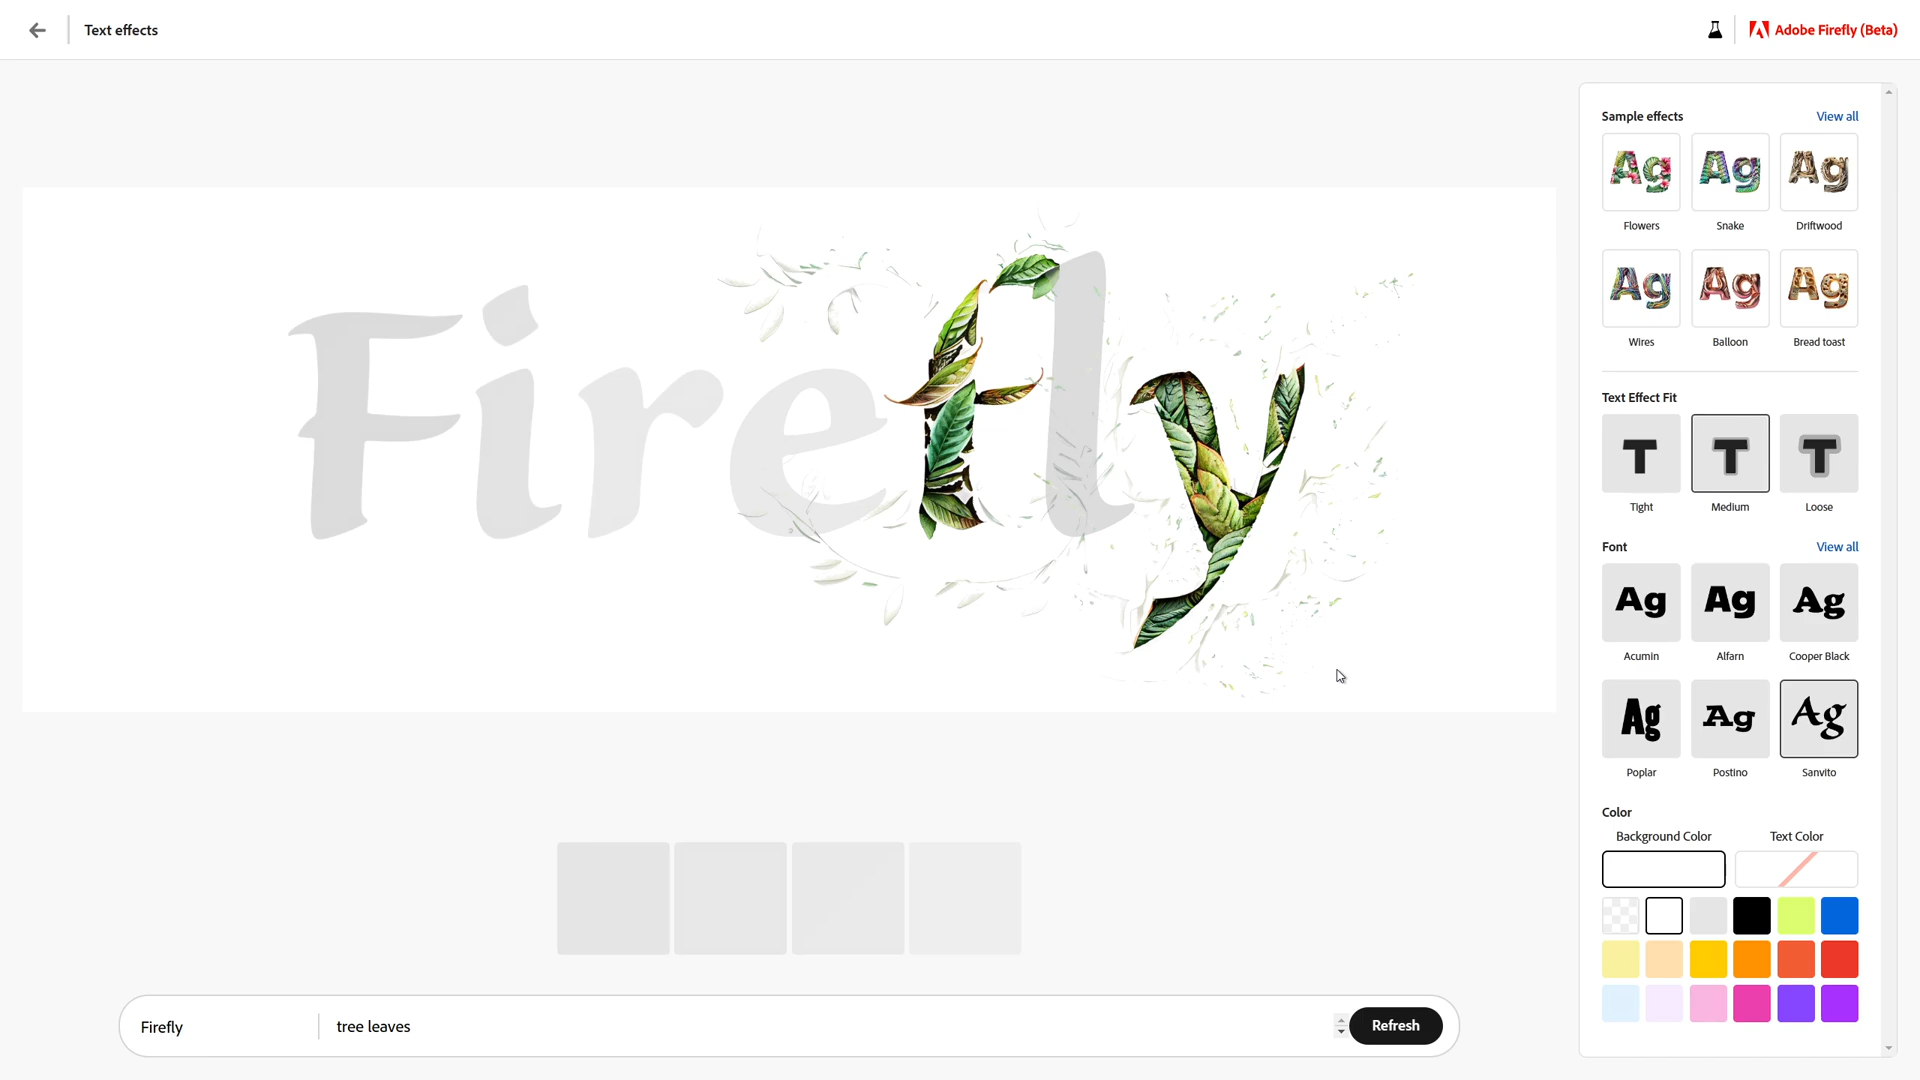 Text effects
Adobe Firefly (Beta)
Firefly
Sample effects View all
Ag Ag Ag
Flowers Snake Driftwood
Ag Ag Ag
Wires Balloon Bread toast
Text Effect Fit
T T T
Tight Medium Loose
Font View all
Ag Ag Ag
Acumin Alfarn Cooper Black
Ag Ag Ag
Poplar Postino Sanvito
Color
Background Color Text Color
Firefly tree leaves Refresh